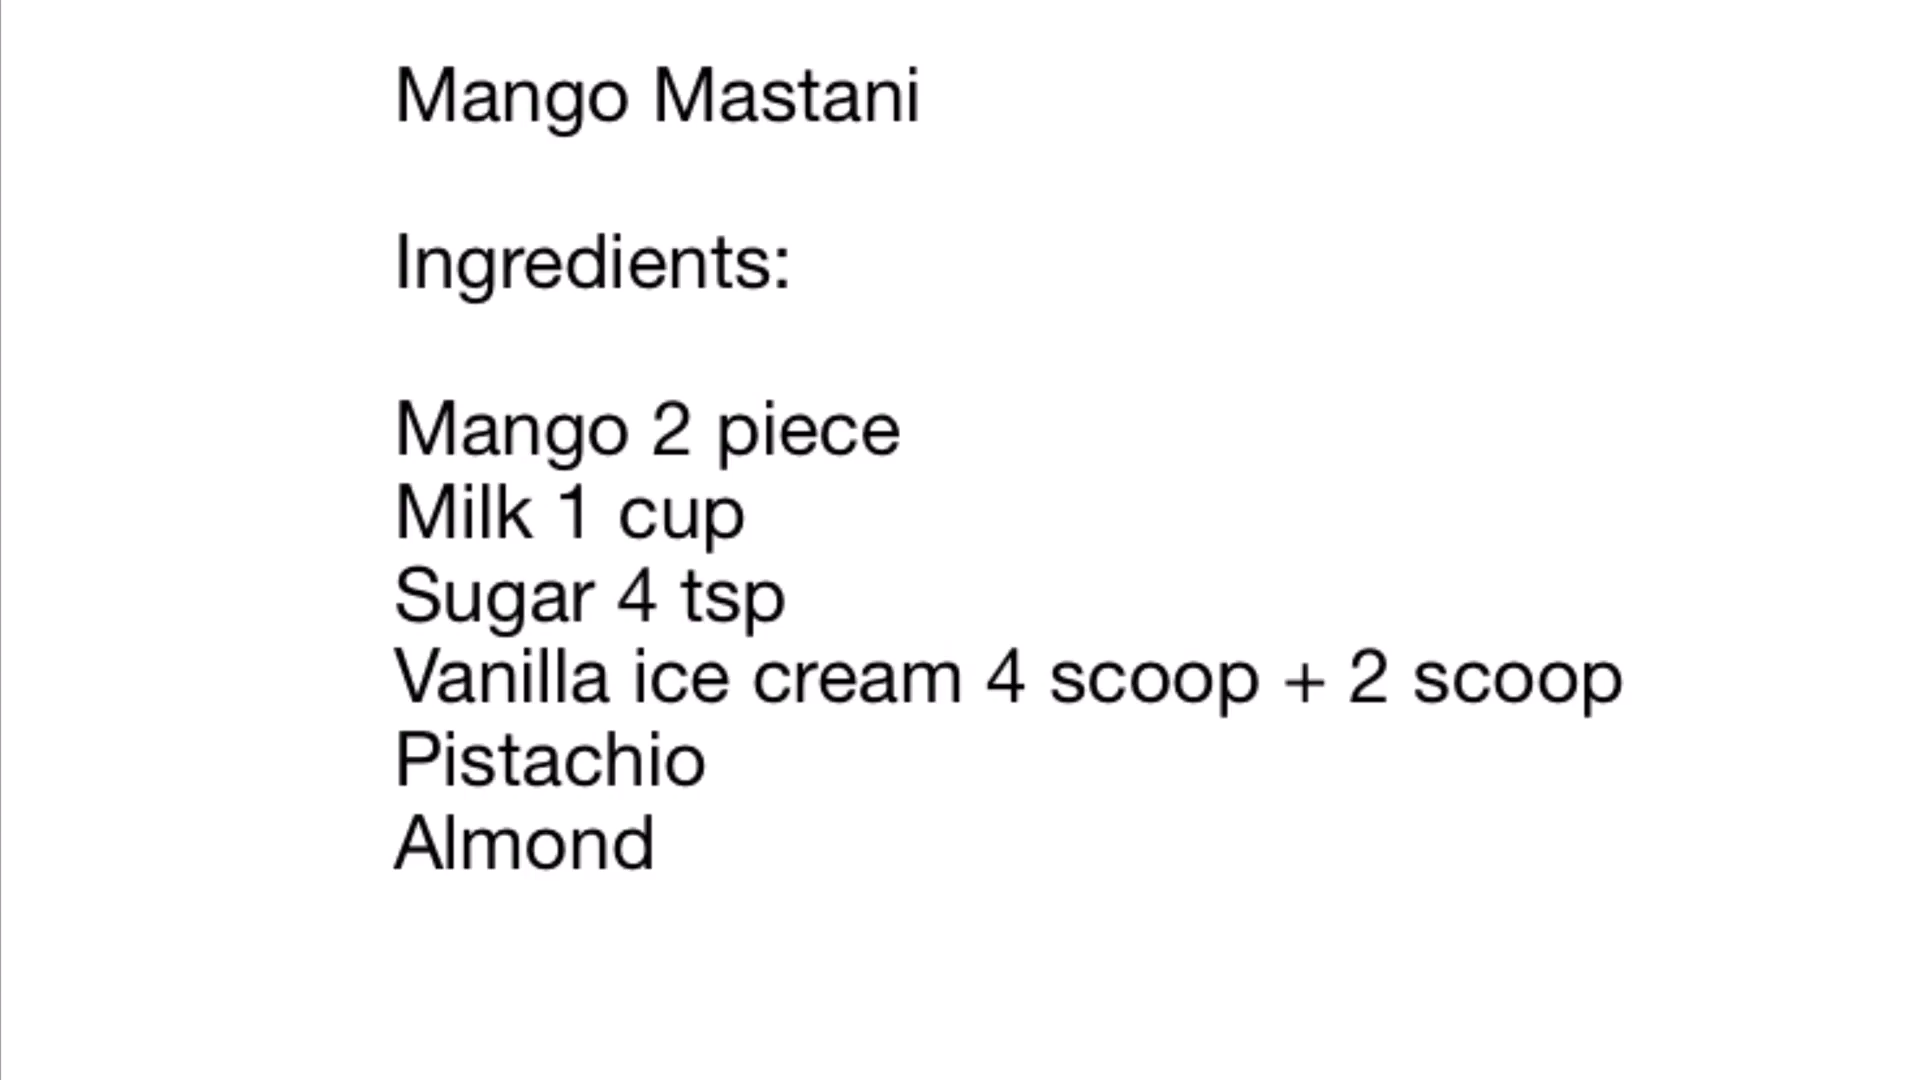 Mango Mastani
Ingredients:
Mango 2 piece
Milk 1 cup
Sugar 4 tsp
Vanilla ice cream 4 scoop + 2 scoop
Pistachio
Almond